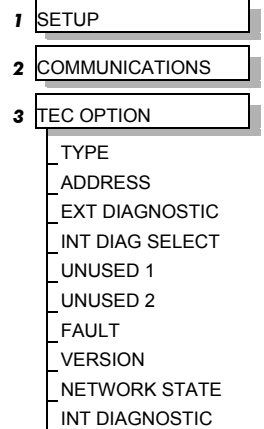 1 SETUP
2 COMMUNICATIONS
3 TEC OPTION
TYPE
ADDRESS
EXT DIAGNOSTIC
INT DIAG SELECT
UNUSED 1
UNUSED 2
FAULT
VERSION
NETWORK STATE
INT DIAGNOSTIC